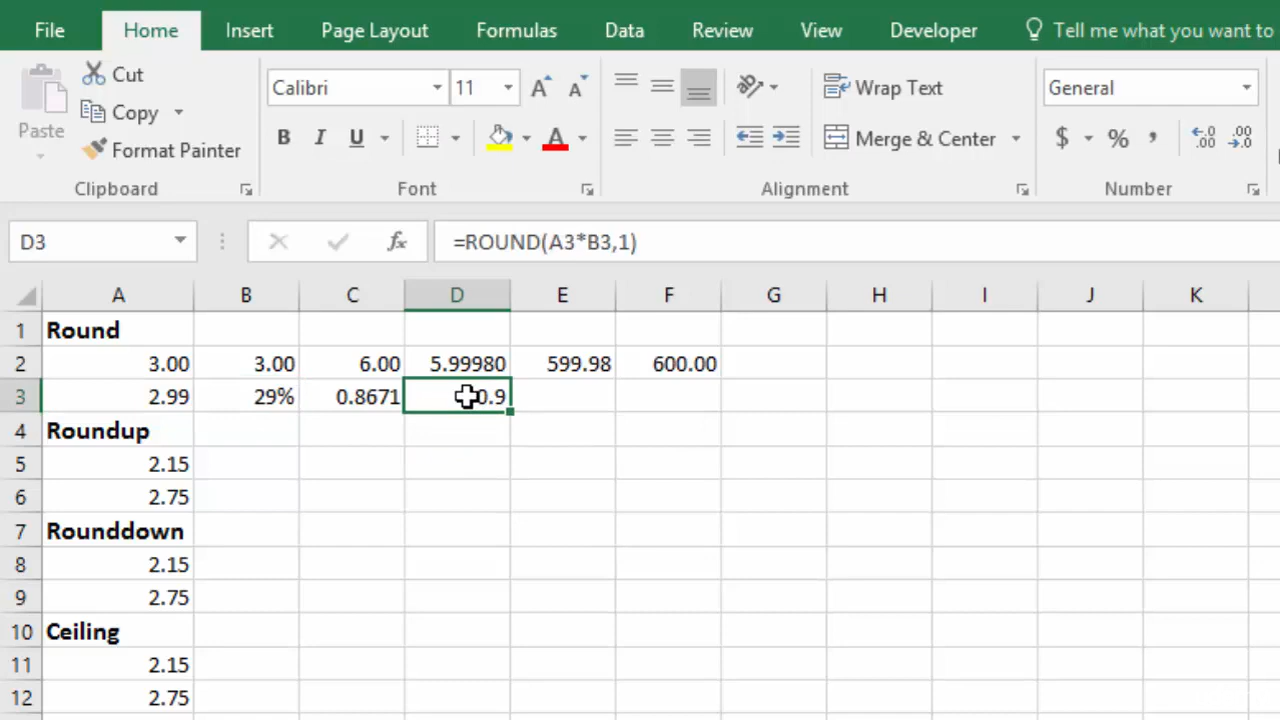 File Home Insert Page Layout Formulas Data Review View Developer Tell me what you want to
Paste Cut
Copy
Format Painter
Calibri 11
B I U A
Wrap Text
Merge & Center
General
$ % ,
Clipboard Font Alignment Number
D3 fx =ROUND(A3*B3,1)
A B C D E F G H I J K
1 Round
2 3.00 3.00 6.00 5.99980 599.98 600.00
3 2.99 29% 0.8671 0.9
4 Roundup
5 2.15
6 2.75
7 Rounddown
8 2.15
9 2.75
10 Ceiling
11 2.15
12 2.75